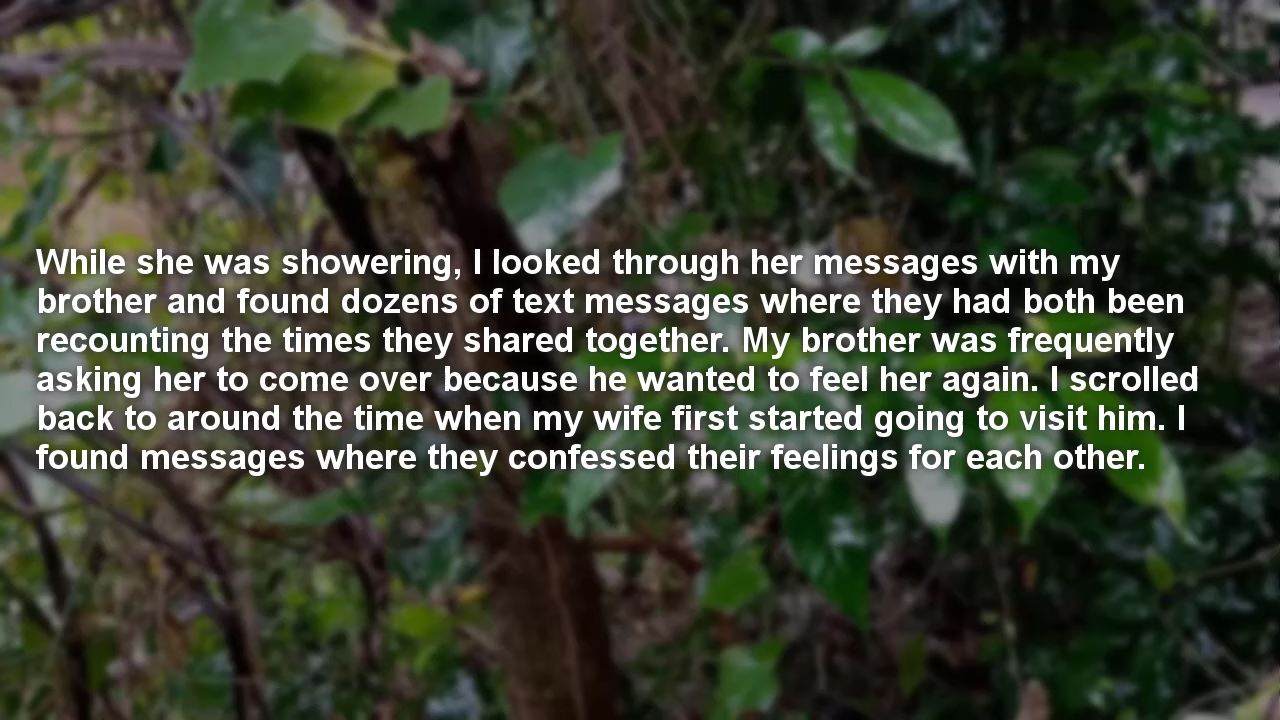 While she was showering, I looked through her messages with my
brother and found dozens of text messages where they had both been
recounting the times they shared together. My brother was frequently
asking her to come over because he wanted to feel her again. I scrolled
back to around the time when my wife first started going to visit him. I
found messages where they confessed their feelings for each other.